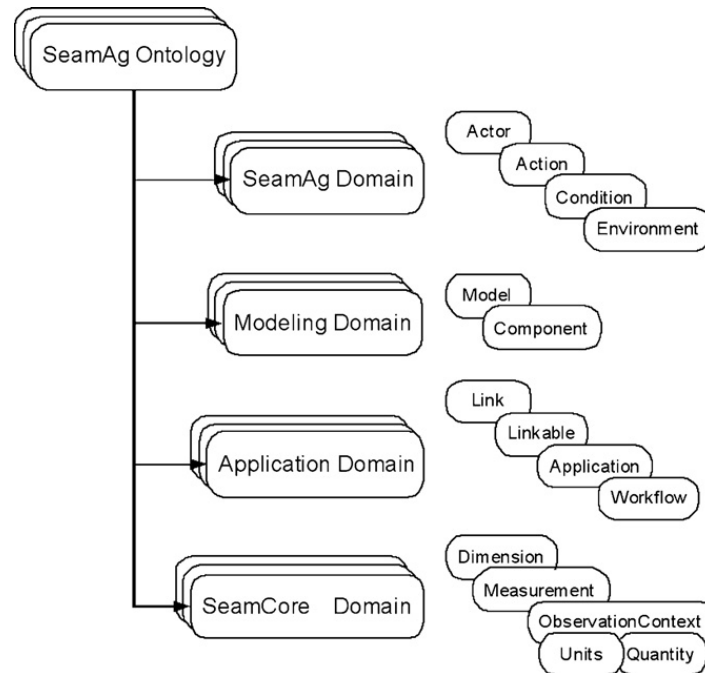 SeamAg Ontology
SeamAg Domain
Actor
Action
Condition
Environment
Modeling Domain
Model
Component
Application Domain
Link
Linkable
Application
Workflow
SeamCore Domain
Dimension
Measurement
ObservationContext
Units
Quantity